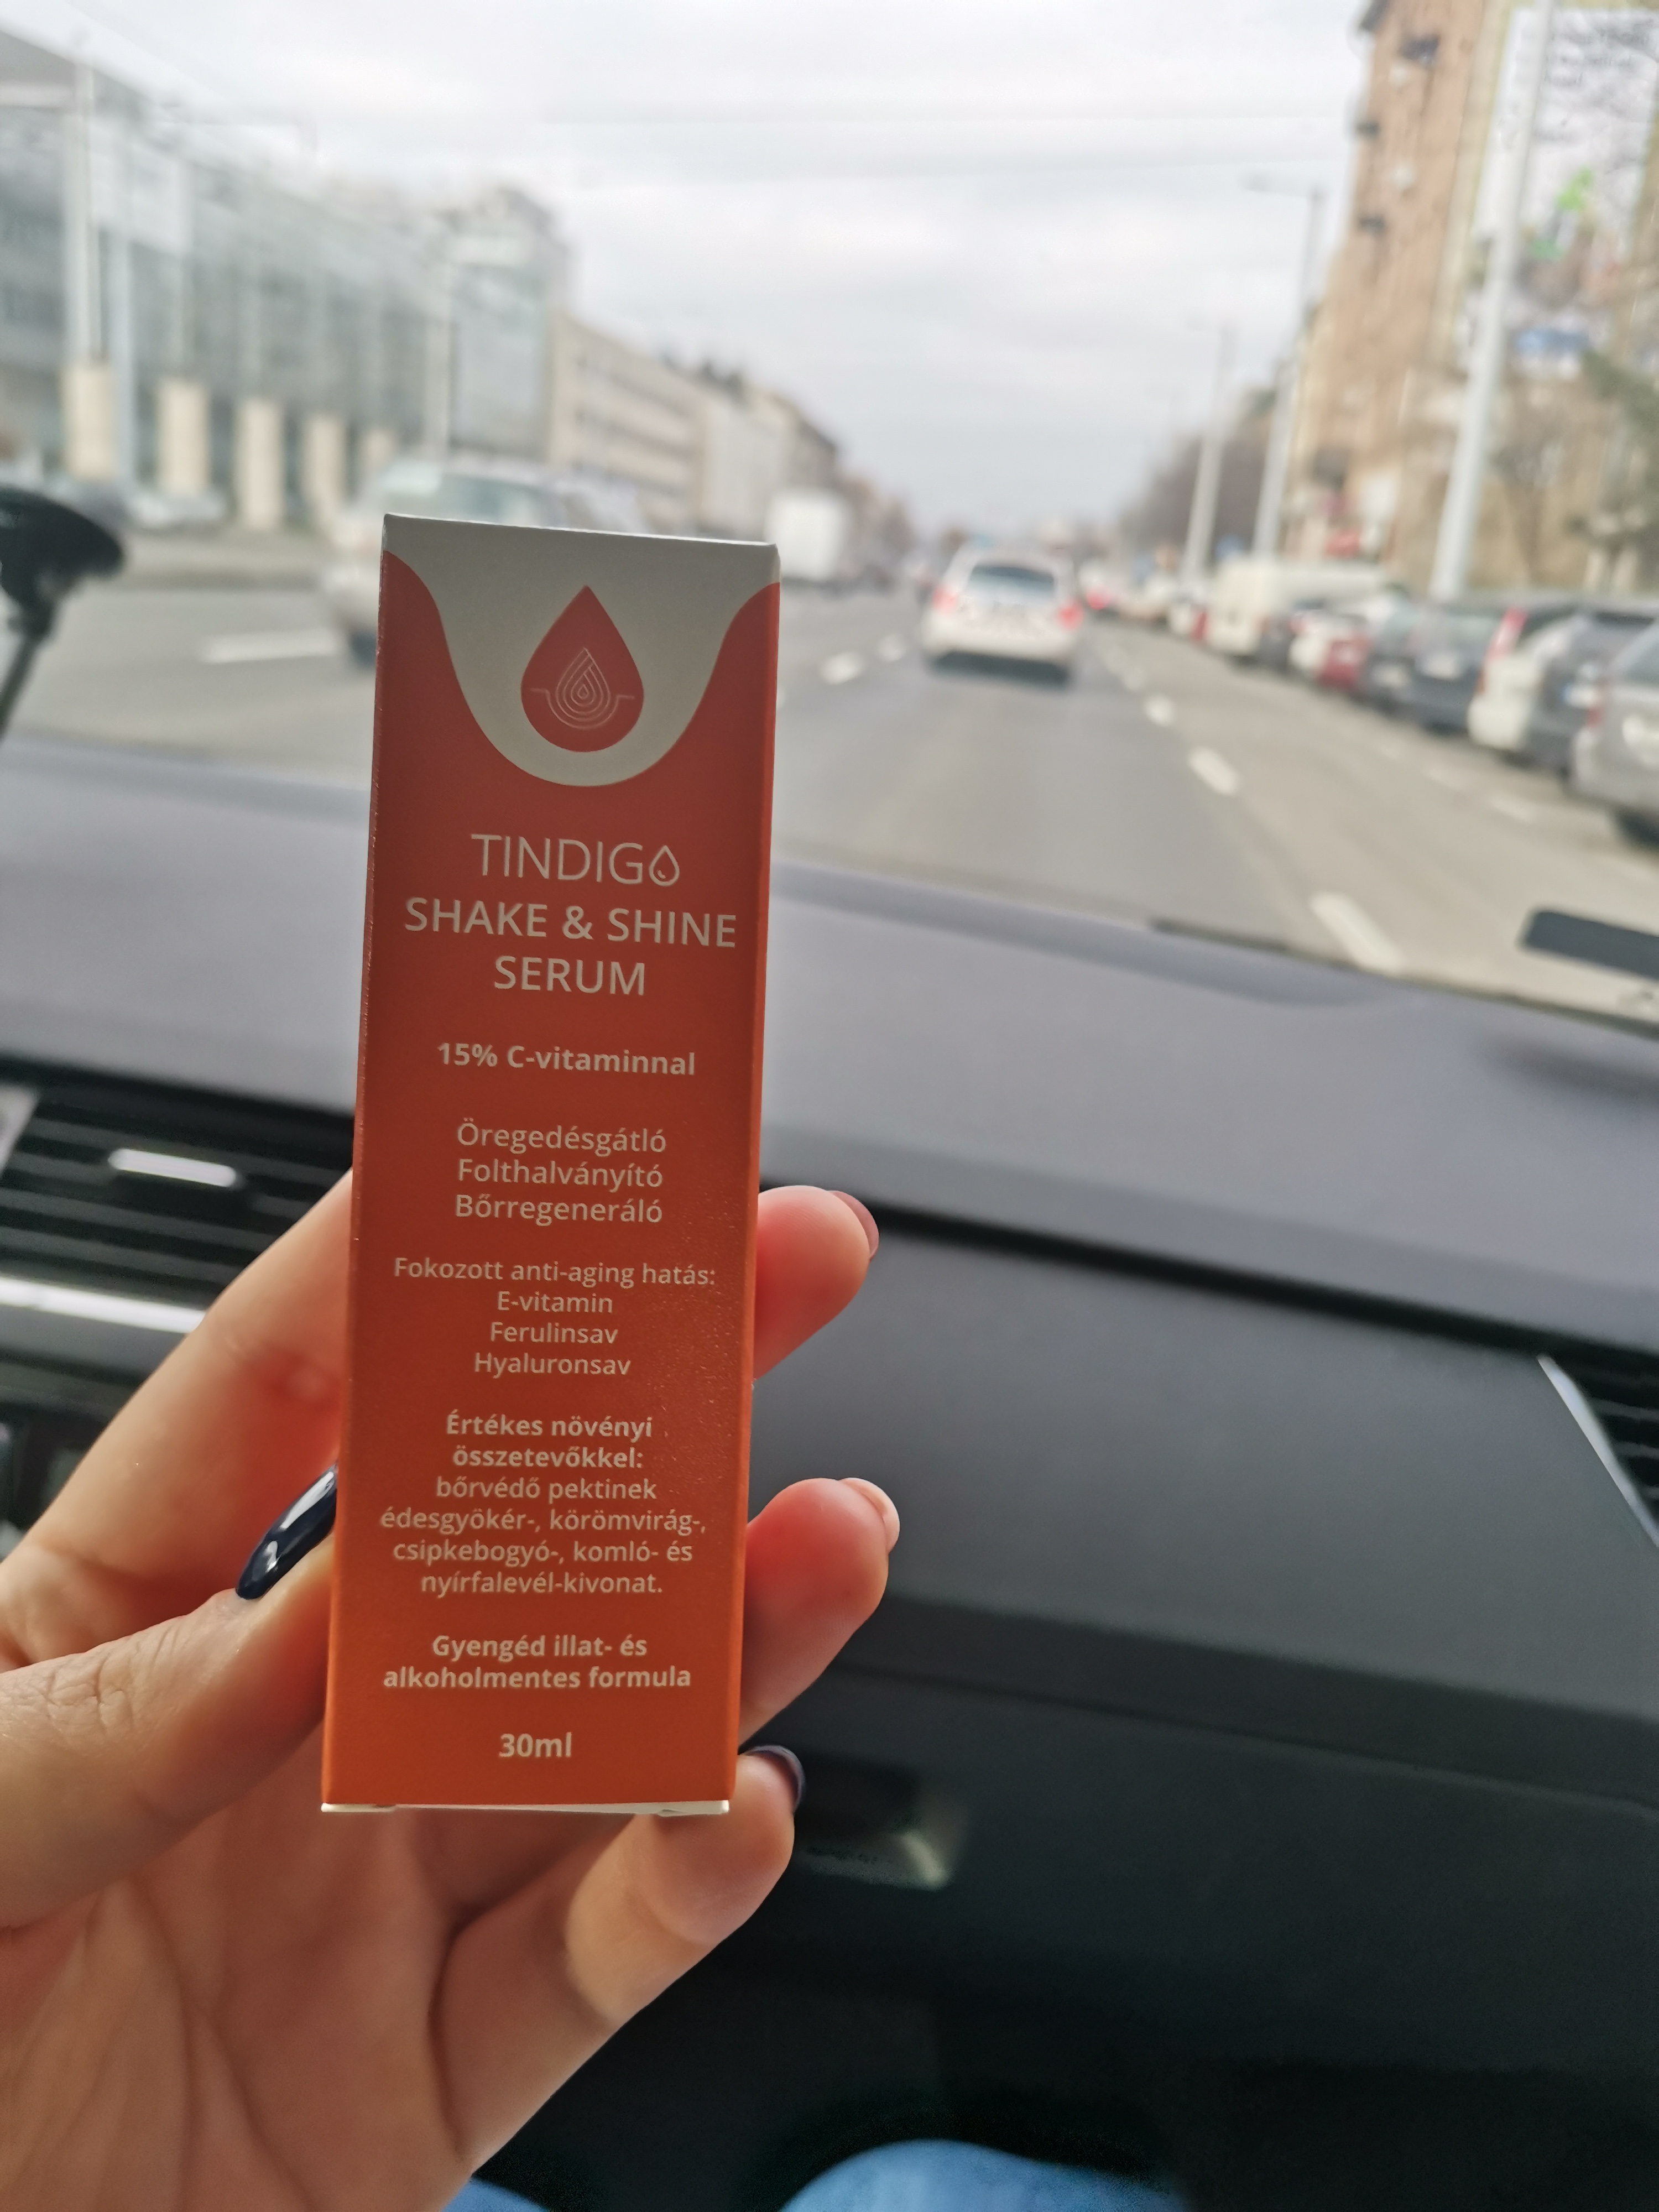 TINDIGO
SHAKE & SHINE
SERUM
15% C-vitaminnal
Öregedésgátló
Folthalványító
Bőrregeneráló
Fokozott anti-aging hatás:
E-vitamin
Ferulinsav
Hyaluronsav
Értékes növényi
összetevőkkel:
bőrvédő pektinek
édesgyökér-, körömvirág-,
csipkebogyó-, komló- és
nyírfalevél-kivonat.
Gyengéd illat- és
alkoholmentes formula
30ml